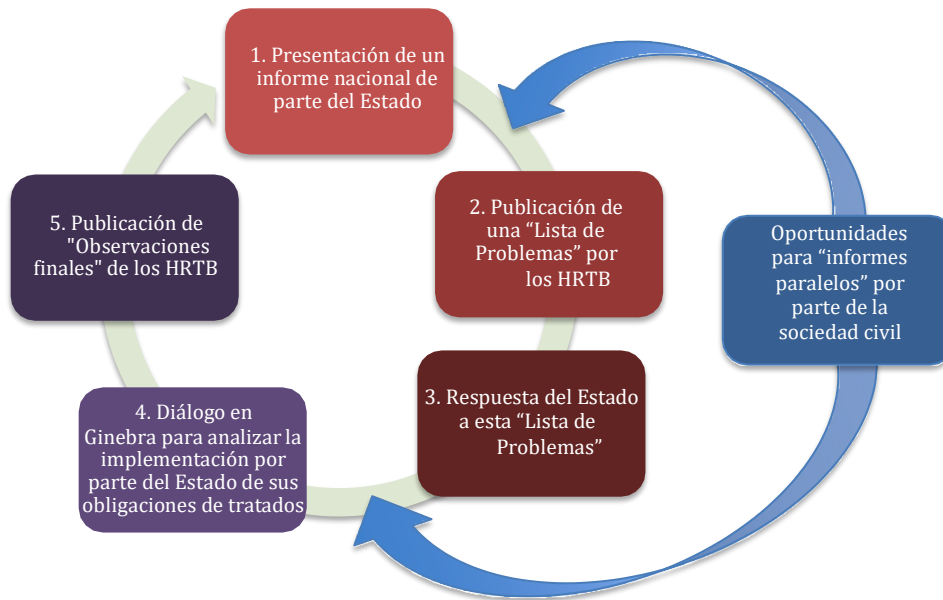 1. Presentación de un
informe nacional de
parte del Estado
2. Publicación de
una “Lista de
Problemas” por
los HRTB
3. Respuesta del Estado
a esta “Lista de
Problemas”
4. Diálogo en
Ginebra para analizar la
implementación por
parte del Estado de sus
obligaciones de tratados
5. Publicación de
"Observaciones
finales" de los HRTB
Oportunidades
para “informes
paralelos” por
parte de la
sociedad civil